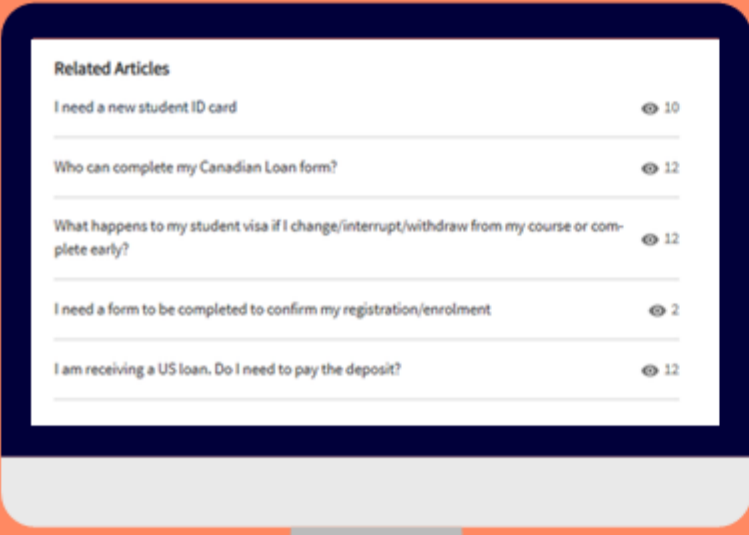 Related Articles
I need a new student ID card 10
Who can complete my Canadian Loan form? 12
What happens to my student visa if I change/interrupt/withdraw from my course or com-
plete early? 12
I need a form to be completed to confirm my registration/enrolment 2
I am receiving a US loan. Do I need to pay the deposit? 12